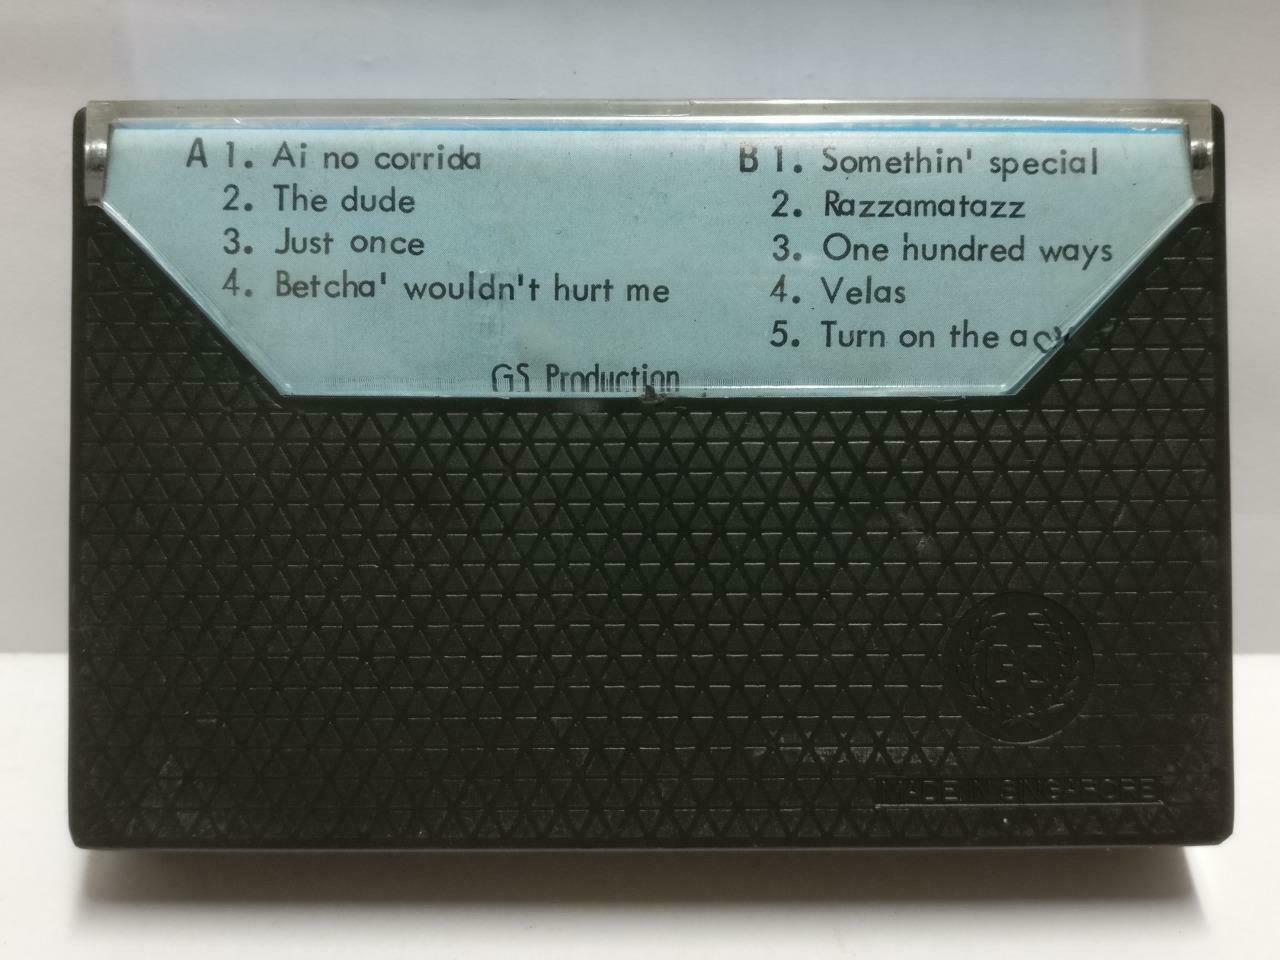 A 1. Ai no corrida
2. The dude
3. Just once
4. Betcha' wouldn't hurt me
B 1. Somethin' special
2. Razzamatazz
3. One hundred ways
4. Velas
5. Turn on the
GS Production
GS
MADE IN SINGAPORE